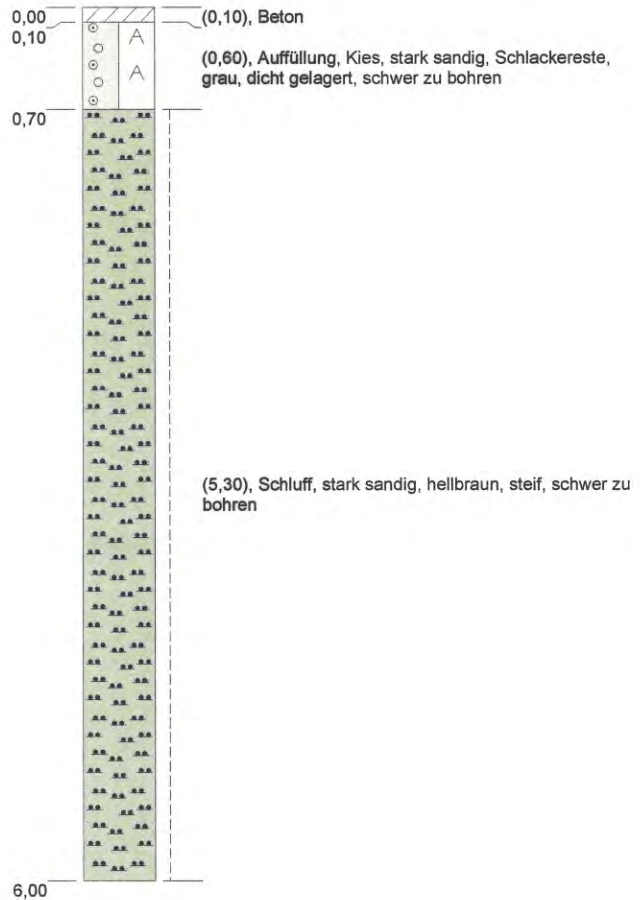 0,00
(0,10), Beton
0,10
(0,60), Auffüllung, Kies, stark sandig, Schlackereste,
grau, dicht gelagert, schwer zu bohren
A
A
0,70
(5,30), Schluff, stark sandig, hellbraun, steif, schwer zu
bohren
6,00